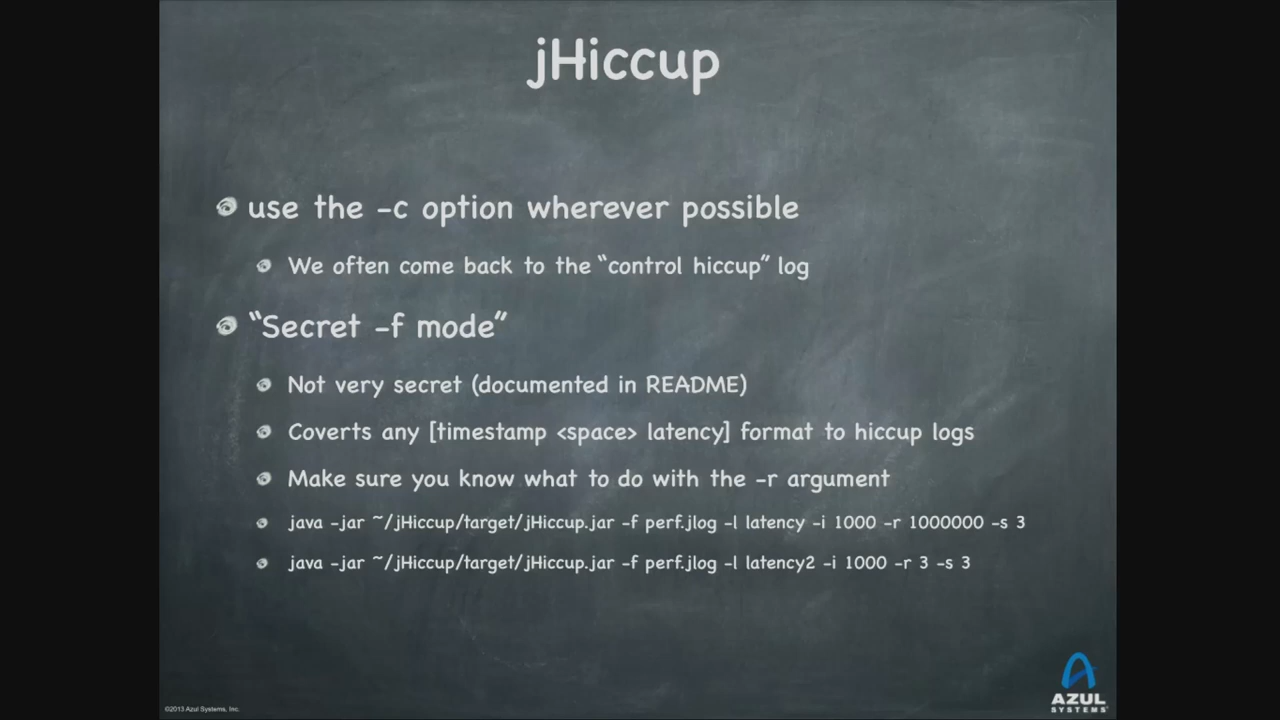 jHiccup
use the -c option wherever possible
We often come back to the “control hiccup” log
“Secret -f mode”
Not very secret (documented in README)
Coverts any [timestamp <space> latency] format to hiccup logs
Make sure you know what to do with the -r argument
java -jar ~/jHiccup/target/jHiccup.jar -f perf.jlog -l latency -i 1000 -r 1000000 -s 3
java -jar ~/jHiccup/target/jHiccup.jar -f perf.jlog -l latency2 -i 1000 -r 3 -s 3
©2013 Azul Systems, Inc.
AZUL
SYSTEMS